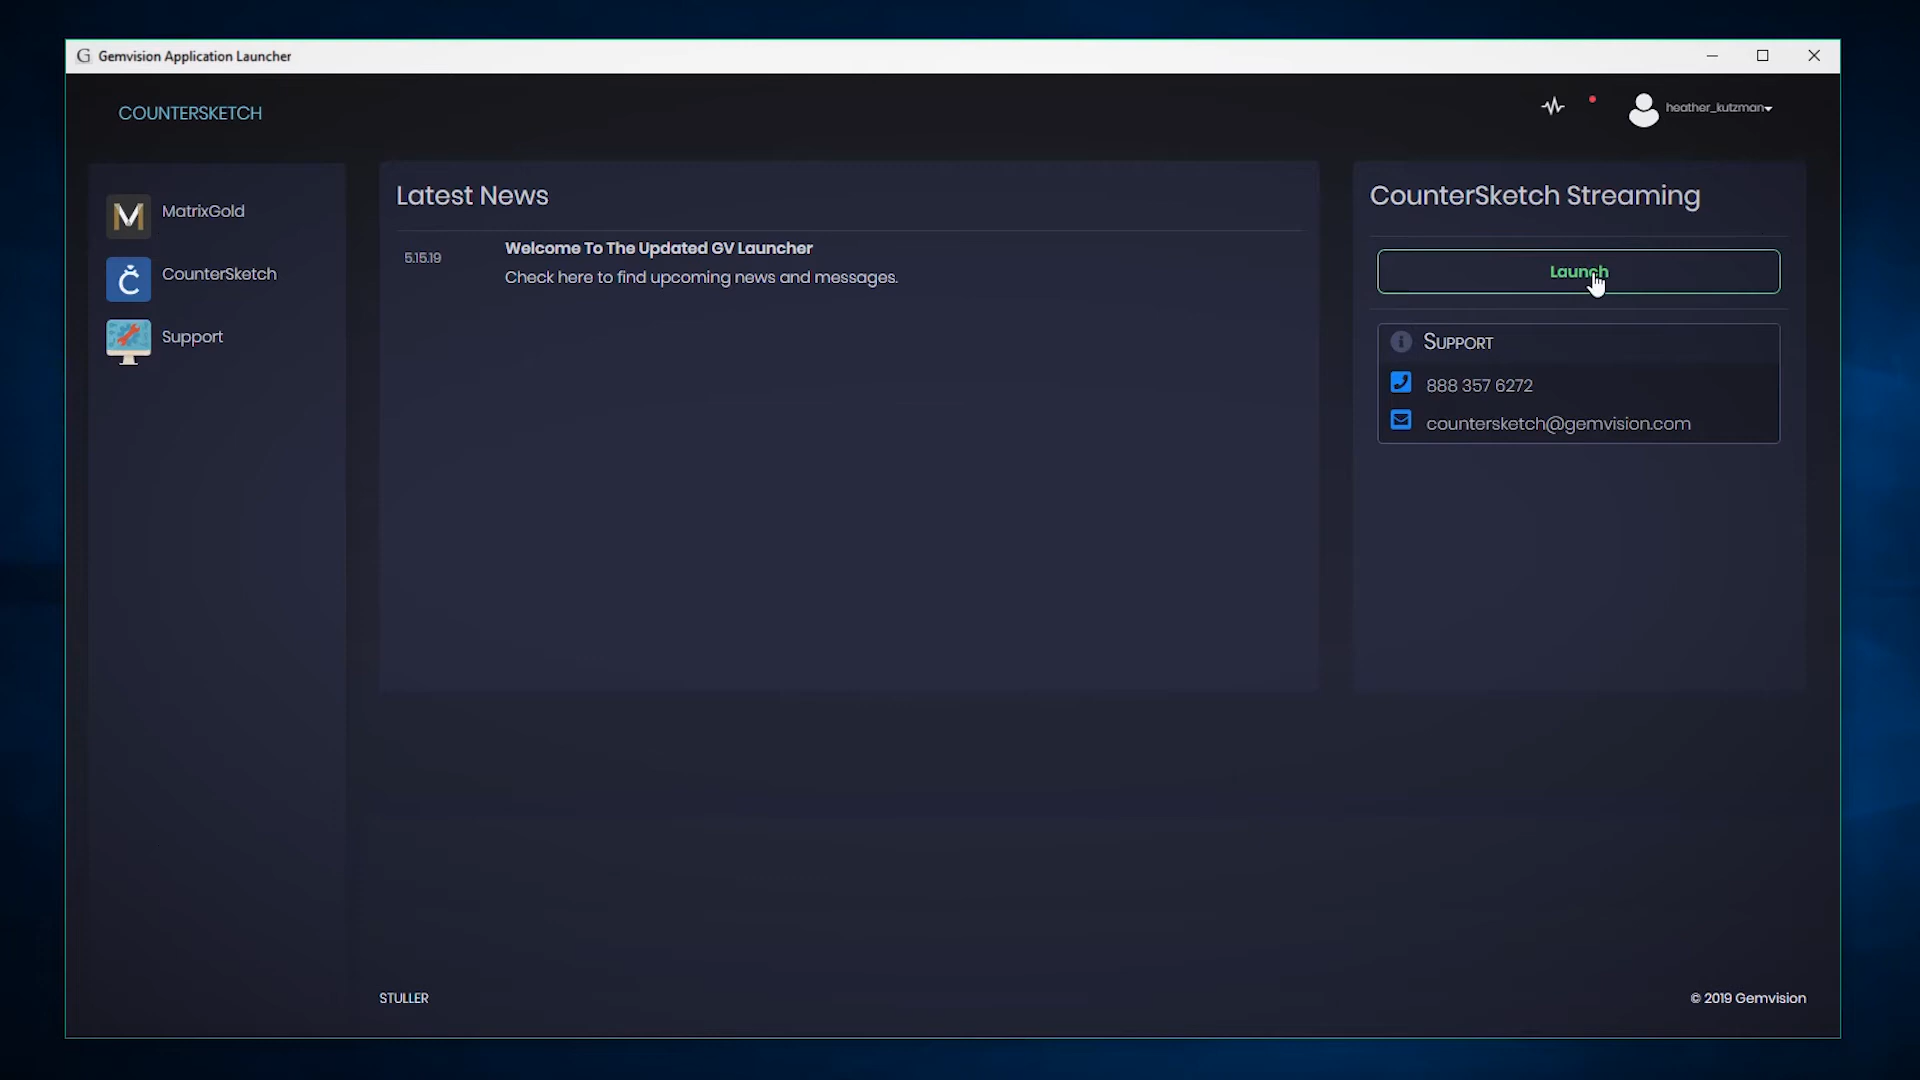 Gemvision Application Launcher
COUNTERSKETCH
heather_kutzman
MatrixGold
CounterSketch
Support
Latest News
5.15.19
Welcome To The Updated GV Launcher
Check here to find upcoming news and messages.
CounterSketch Streaming
Launch
SUPPORT
888 357 6272
countersketch@gemvision.com
STULLER
© 2019 Gemvision